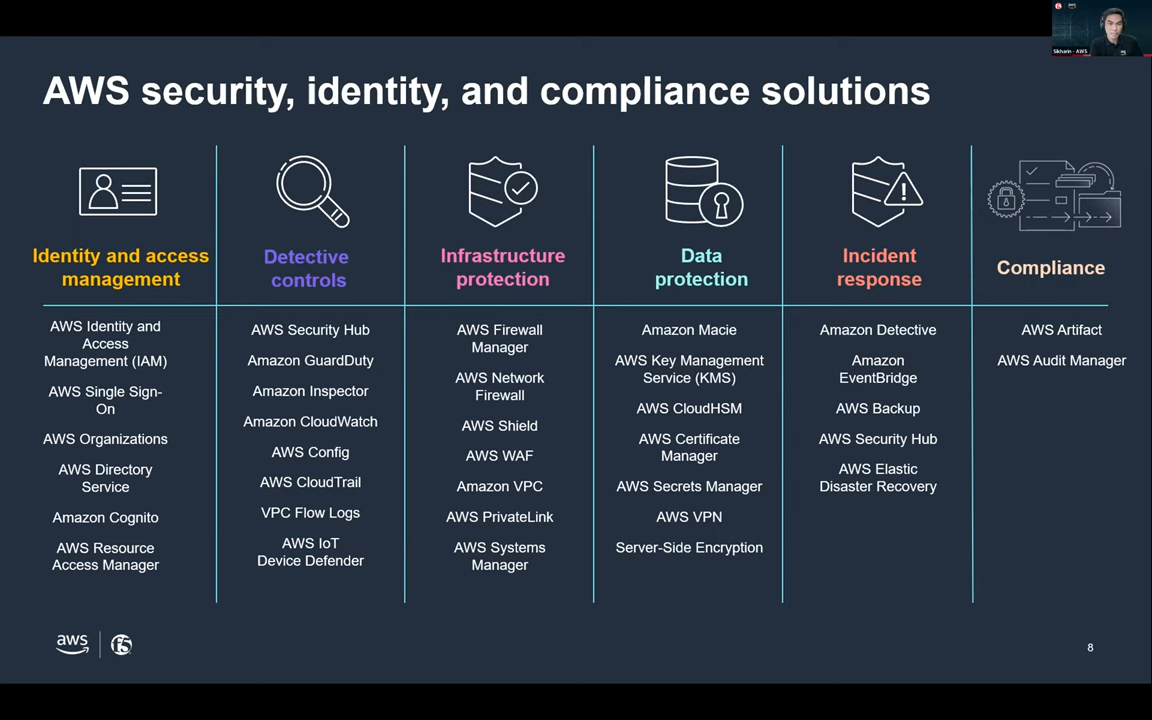 Sikharin - AWS
AWS security, identity, and compliance solutions
Identity and access
management
AWS Identity and
Access
Management (IAM)
AWS Single Sign-
On
AWS Organizations
AWS Directory
Service
Amazon Cognito
AWS Resource
Access Manager
Detective
controls
AWS Security Hub
Amazon GuardDuty
Amazon Inspector
Amazon CloudWatch
AWS Config
AWS CloudTrail
VPC Flow Logs
AWS IoT
Device Defender
Infrastructure
protection
AWS Firewall
Manager
AWS Network
Firewall
AWS Shield
AWS WAF
Amazon VPC
AWS PrivateLink
AWS Systems
Manager
Data
protection
Amazon Macie
AWS Key Management
Service (KMS)
AWS CloudHSM
AWS Certificate
Manager
AWS Secrets Manager
AWS VPN
Server-Side Encryption
Incident
response
Amazon Detective
Amazon
EventBridge
AWS Backup
AWS Security Hub
AWS Elastic
Disaster Recovery
Compliance
AWS Artifact
AWS Audit Manager
aws f5
8